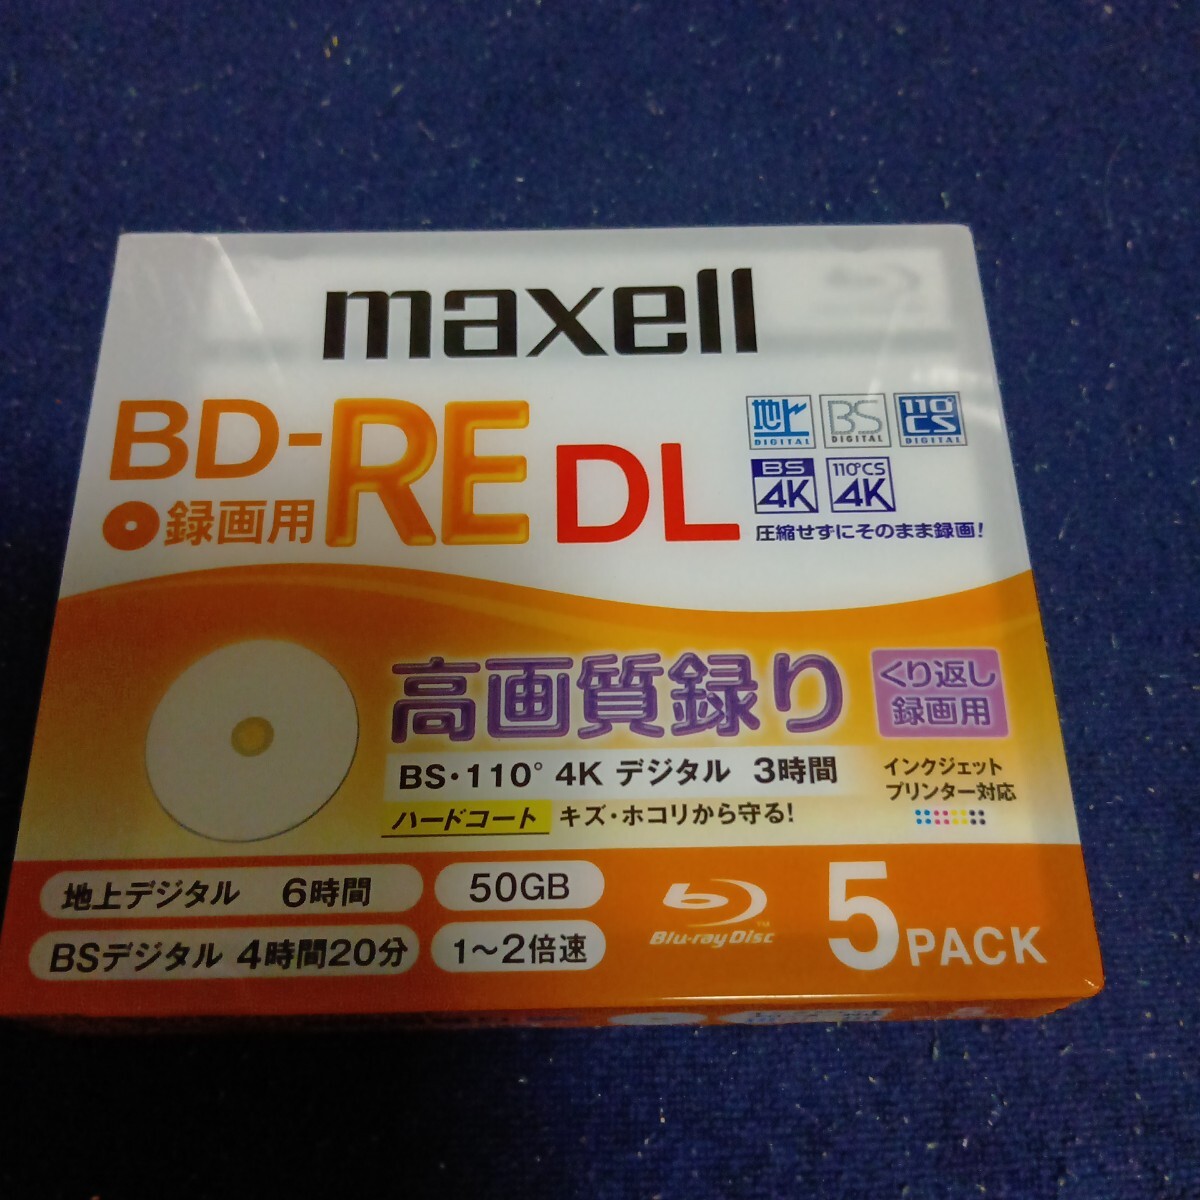 maxell
BD-RE DL
録画用
地上 DIGITAL
BS DIGITAL
110°CS DIGITAL
BS 4K
110°CS 4K
圧縮せずにそのまま録画!
高画質録り
くり返し
録画用
BS・110° 4K デジタル 3時間
ハードコート キズ・ホコリから守る!
インクジェット
プリンター対応
地上デジタル 6時間
50GB
BSデジタル 4時間20分
1〜2倍速
Blu-ray Disc
TM
5PACK